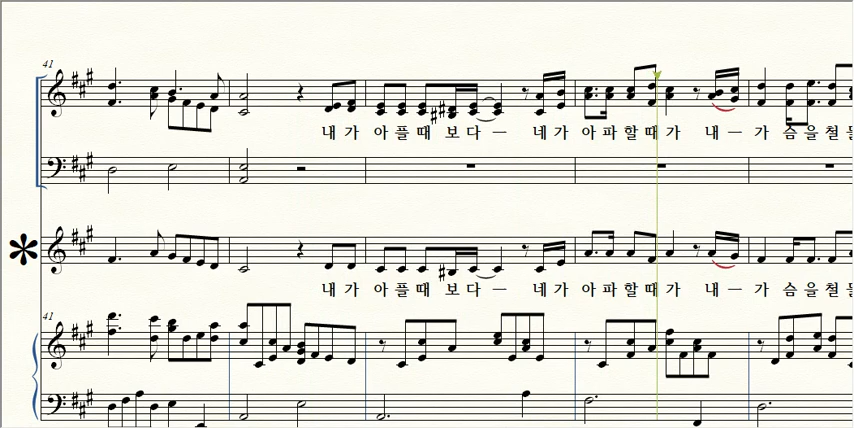 41
내 가 아 플 때 보 다 — 네 가 아 파 할 때 가 내 — 가 슴 을 철
내 가 아 플 때 보 다 — 네 가 아 파 할 때 가 내 — 가 슴 을 철
41